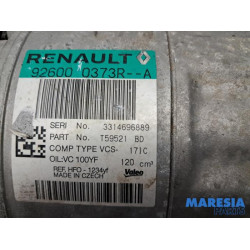 RENAULT
92600 0373R--A
SERI No. 3314696889
PART No. T59521 BD
COMP TYPE VCS- 171C
OIL:VC 100YF 120 cm³
REF. HFO - 1234yf
MADE IN CZECH Valeo
MARESIA
PARTS